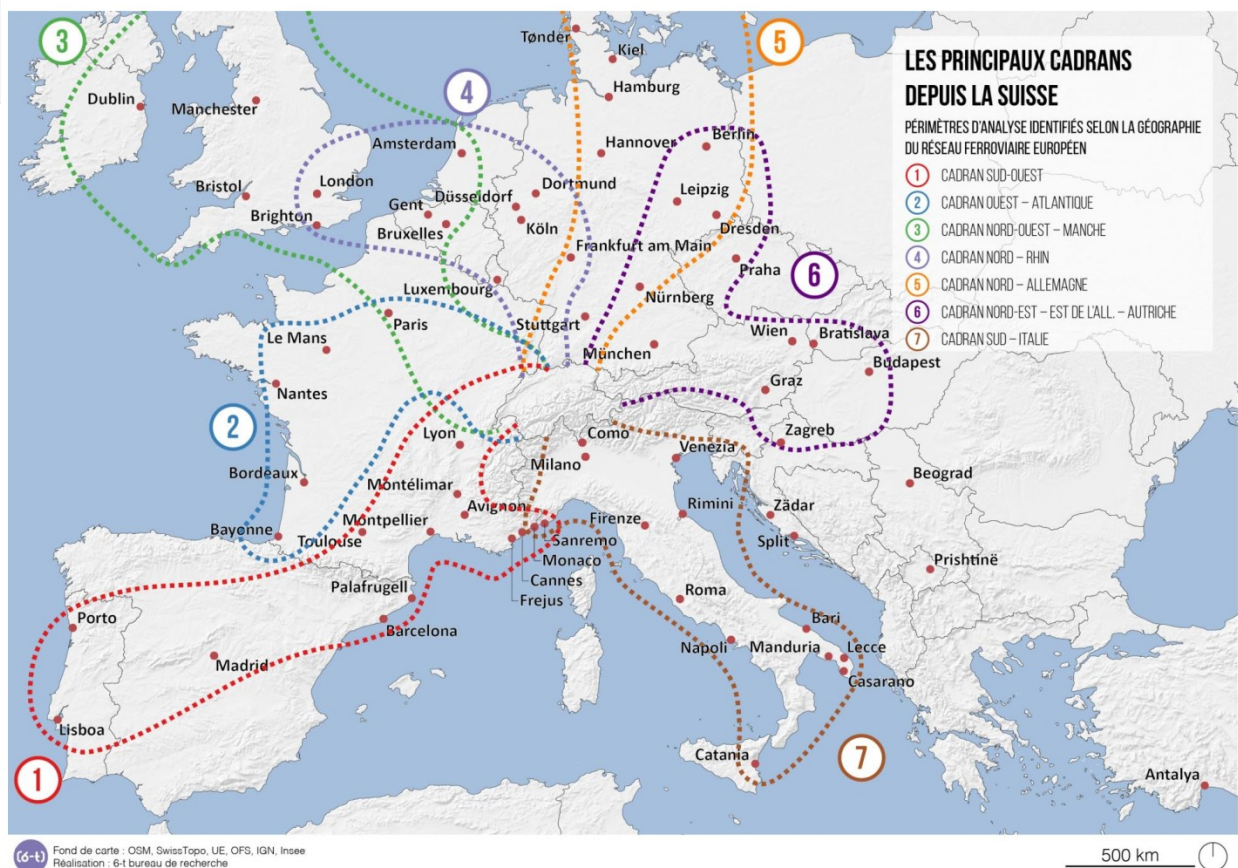 LES PRINCIPAUX CADRANS
DEPUIS LA SUISSE
PÉRIMÈTRES D'ANALYSE IDENTIFIÉS SELON LA GÉOGRAPHIE
DU RÉSEAU FERROVIAIRE EUROPÉEN
1 CADRAN SUD-OUEST
2 CADRAN OUEST – ATLANTIQUE
3 CADRAN NORD-OUEST – MANCHE
4 CADRAN NORD – RHIN
5 CADRAN NORD – ALLEMAGNE
6 CADRAN NORD-EST – EST DE L'ALL. – AUTRICHE
7 CADRAN SUD – ITALIE
3
5
4
Tønder
Kiel
Hamburg
Dublin
Manchester
Amsterdam
Hannover
Berlin
Bristol
London
Dortmund
Düsseldorf
Leipzig
Brighton
Gent
Bruxelles
Köln
Dresden
Frankfurt am Main
Praha
6
Luxembourg
Nürnberg
Paris
Stuttgart
Le Mans
München
Wien
Bratislava
Budapest
Nantes
Graz
2
Lyon
Como
Venezia
Zagreb
Milano
Bordeaux
Montélimar
Beograd
Avignon
Rimini
Zädar
Bayonne
Toulouse
Montpellier
Firenze
Sanremo
Split
Monaco
Prishtinë
Cannes
Frejus
Palafrugell
Roma
Porto
Barcelona
Bari
Madrid
Napoli
Manduria
Lecce
Casarano
Lisboa
7
1
Catania
Antalya
(6-t)
Fond de carte : OSM, SwissTopo, UE, OFS, IGN, Insee
Réalisation : 6-t bureau de recherche
500 km